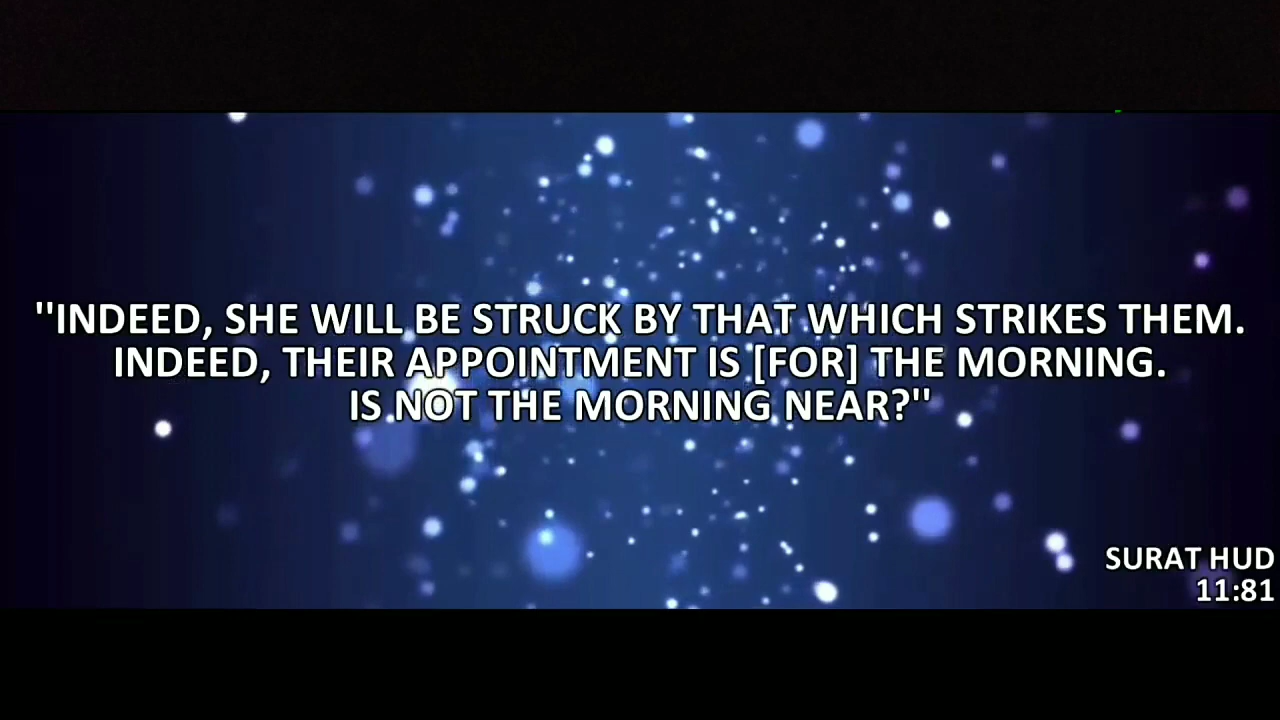 "INDEED, SHE WILL BE STRUCK BY THAT WHICH STRIKES THEM.
INDEED, THEIR APPOINTMENT IS [FOR] THE MORNING.
IS NOT THE MORNING NEAR?"
SURAT HUD
11:81